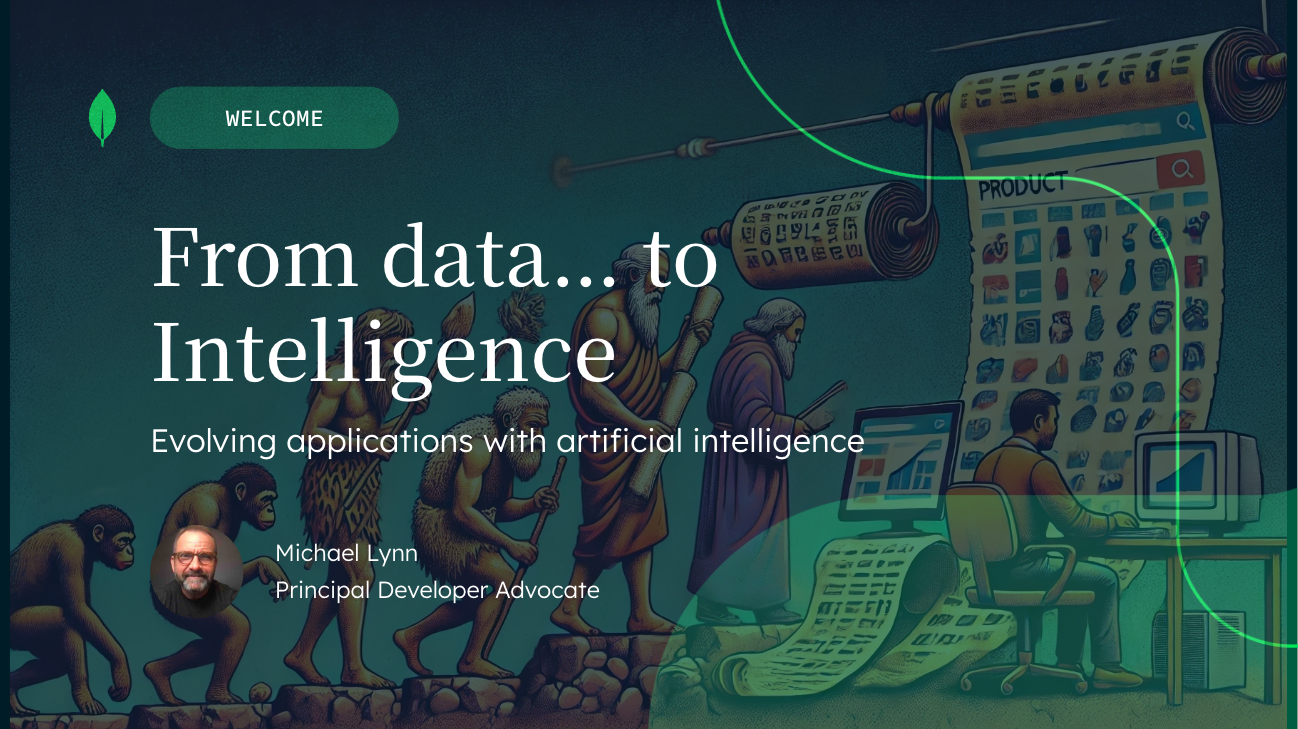 WELCOME
From data... to
Intelligence
Evolving applications with artificial intelligence
Michael Lynn
Principal Developer Advocate
PRODUCT